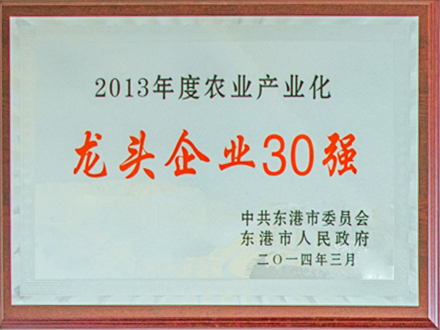 2013年度农业产业化
龙头企业30强
中共东港市委员会
东港市人民政府
二〇一四年三月